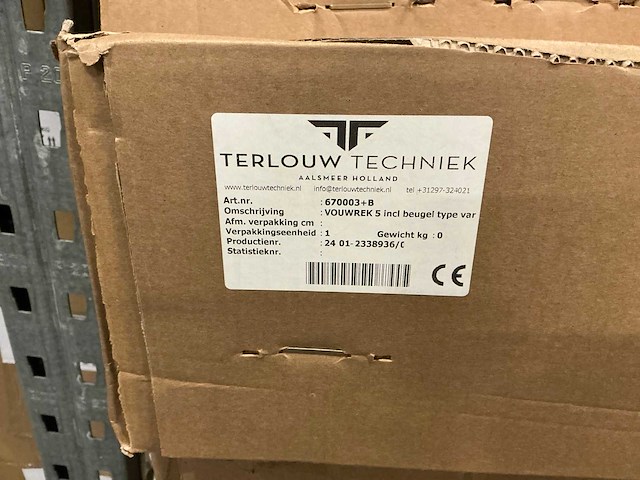 TERLOUW TECHNIEK
AALSMEER HOLLAND
www.terlouwtechniek.nl info@terlouwtechniek.nl tel +31297-324021
Art.nr. : 670003+B
Omschrijving : VOUWREK 5 incl beugel type var
Afm. verpakking cm :
Verpakkingseenheid : 1 Gewicht kg : 0
Productienr. : 24 01-2338936/
Statistieknr. :
CE